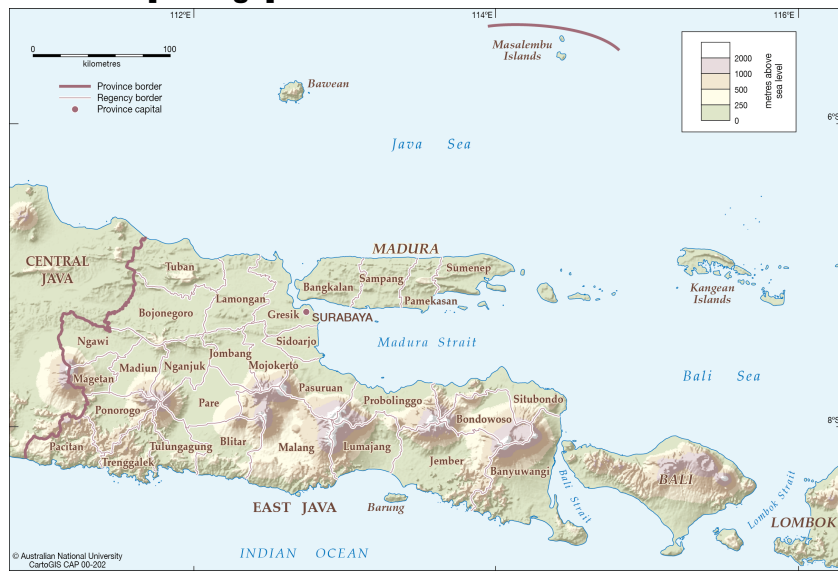 112°E
114°E
116°E
0
100
kilometres
Province border
Regency border
Province capital
Masalembu
Islands
Bawean
2000
1000
500
250
0
metres above
sea level
6°S
Java Sea
CENTRAL
JAVA
MADURA
Tuban
Sumenep
Sampang
Bangkalan
Pamekasan
Lamongan
Bojonegoro
Gresik
SURABAYA
Kangean
Islands
Ngawi
Sidoarjo
Madura Strait
Jombang
Mojokerto
Madiun
Nganjuk
Magetan
Bali Sea
Pasuruan
Probolinggo
Situbondo
Ponorogo
Pare
Bondowoso
8°S
Pacitan
Tulungagung
Blitar
Malang
Lumajang
Trenggalek
Jember
Banyuwangi
BALI
Bali Strait
Lombok Strait
EAST JAVA
Barung
LOMBOK
INDIAN OCEAN
© Australian National University
CartoGIS CAP 00-202